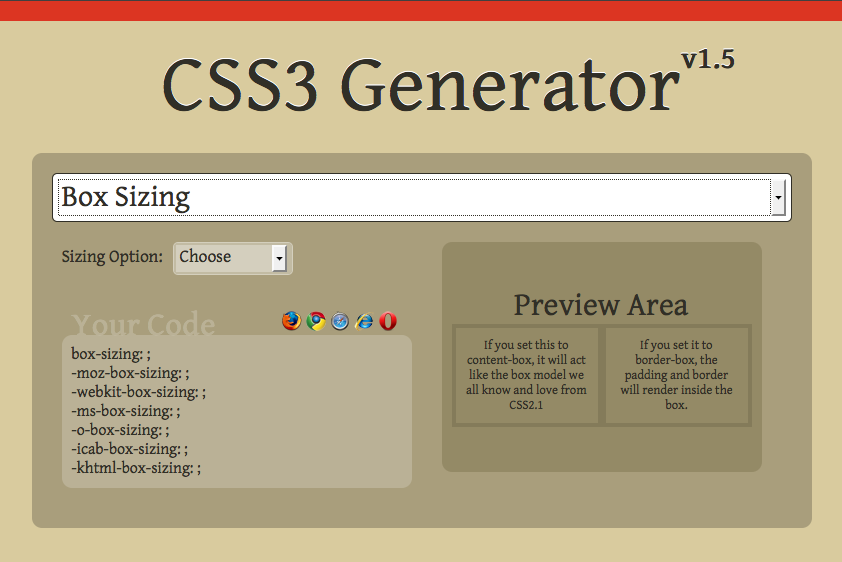 CSS3 Generator v1.5
Box Sizing
Sizing Option: Choose
Your Code
box-sizing: ;
-moz-box-sizing: ;
-webkit-box-sizing: ;
-ms-box-sizing: ;
-o-box-sizing: ;
-icab-box-sizing: ;
-khtml-box-sizing: ;
Preview Area
If you set this to
content-box, it will act
like the box model we
all know and love from
CSS2.1
If you set it to
border-box, the
padding and border
will render inside the
box.